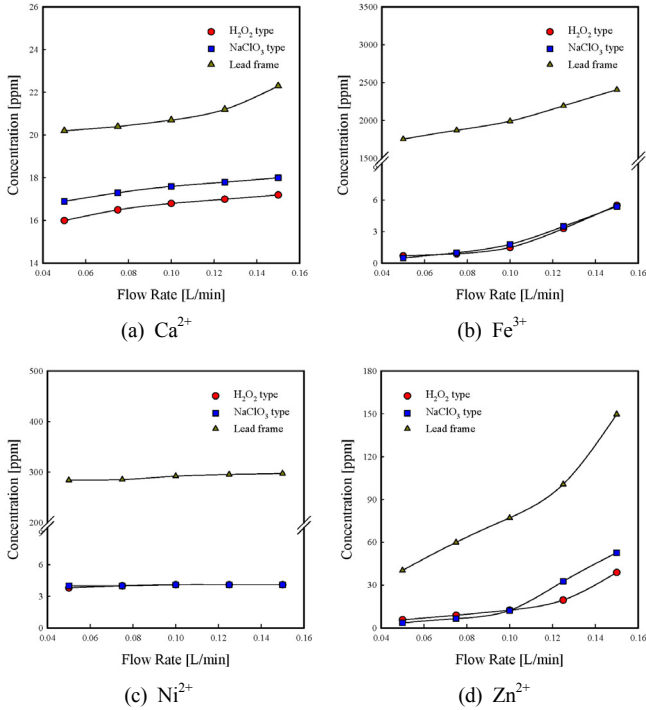 26
24
22
20
18
16
14
0.04 0.06 0.08 0.10 0.12 0.14 0.16
Concentration [ppm]
Flow Rate [L/min]
H₂O₂ type
NaClO₃ type
Lead frame
(a) Ca²⁺
3500
3000
2500
2000
1500
6
3
0
0.04 0.06 0.08 0.10 0.12 0.14 0.16
Concentration [ppm]
Flow Rate [L/min]
H₂O₂ type
NaClO₃ type
Lead frame
(b) Fe³⁺
500
400
300
200
6
3
0
0.04 0.06 0.08 0.10 0.12 0.14 0.16
Concentration [ppm]
Flow Rate [L/min]
H₂O₂ type
NaClO₃ type
Lead frame
(c) Ni²⁺
180
150
120
90
60
30
0
0.04 0.06 0.08 0.10 0.12 0.14 0.16
Concentration [ppm]
Flow Rate [L/min]
H₂O₂ type
NaClO₃ type
Lead frame
(d) Zn²⁺